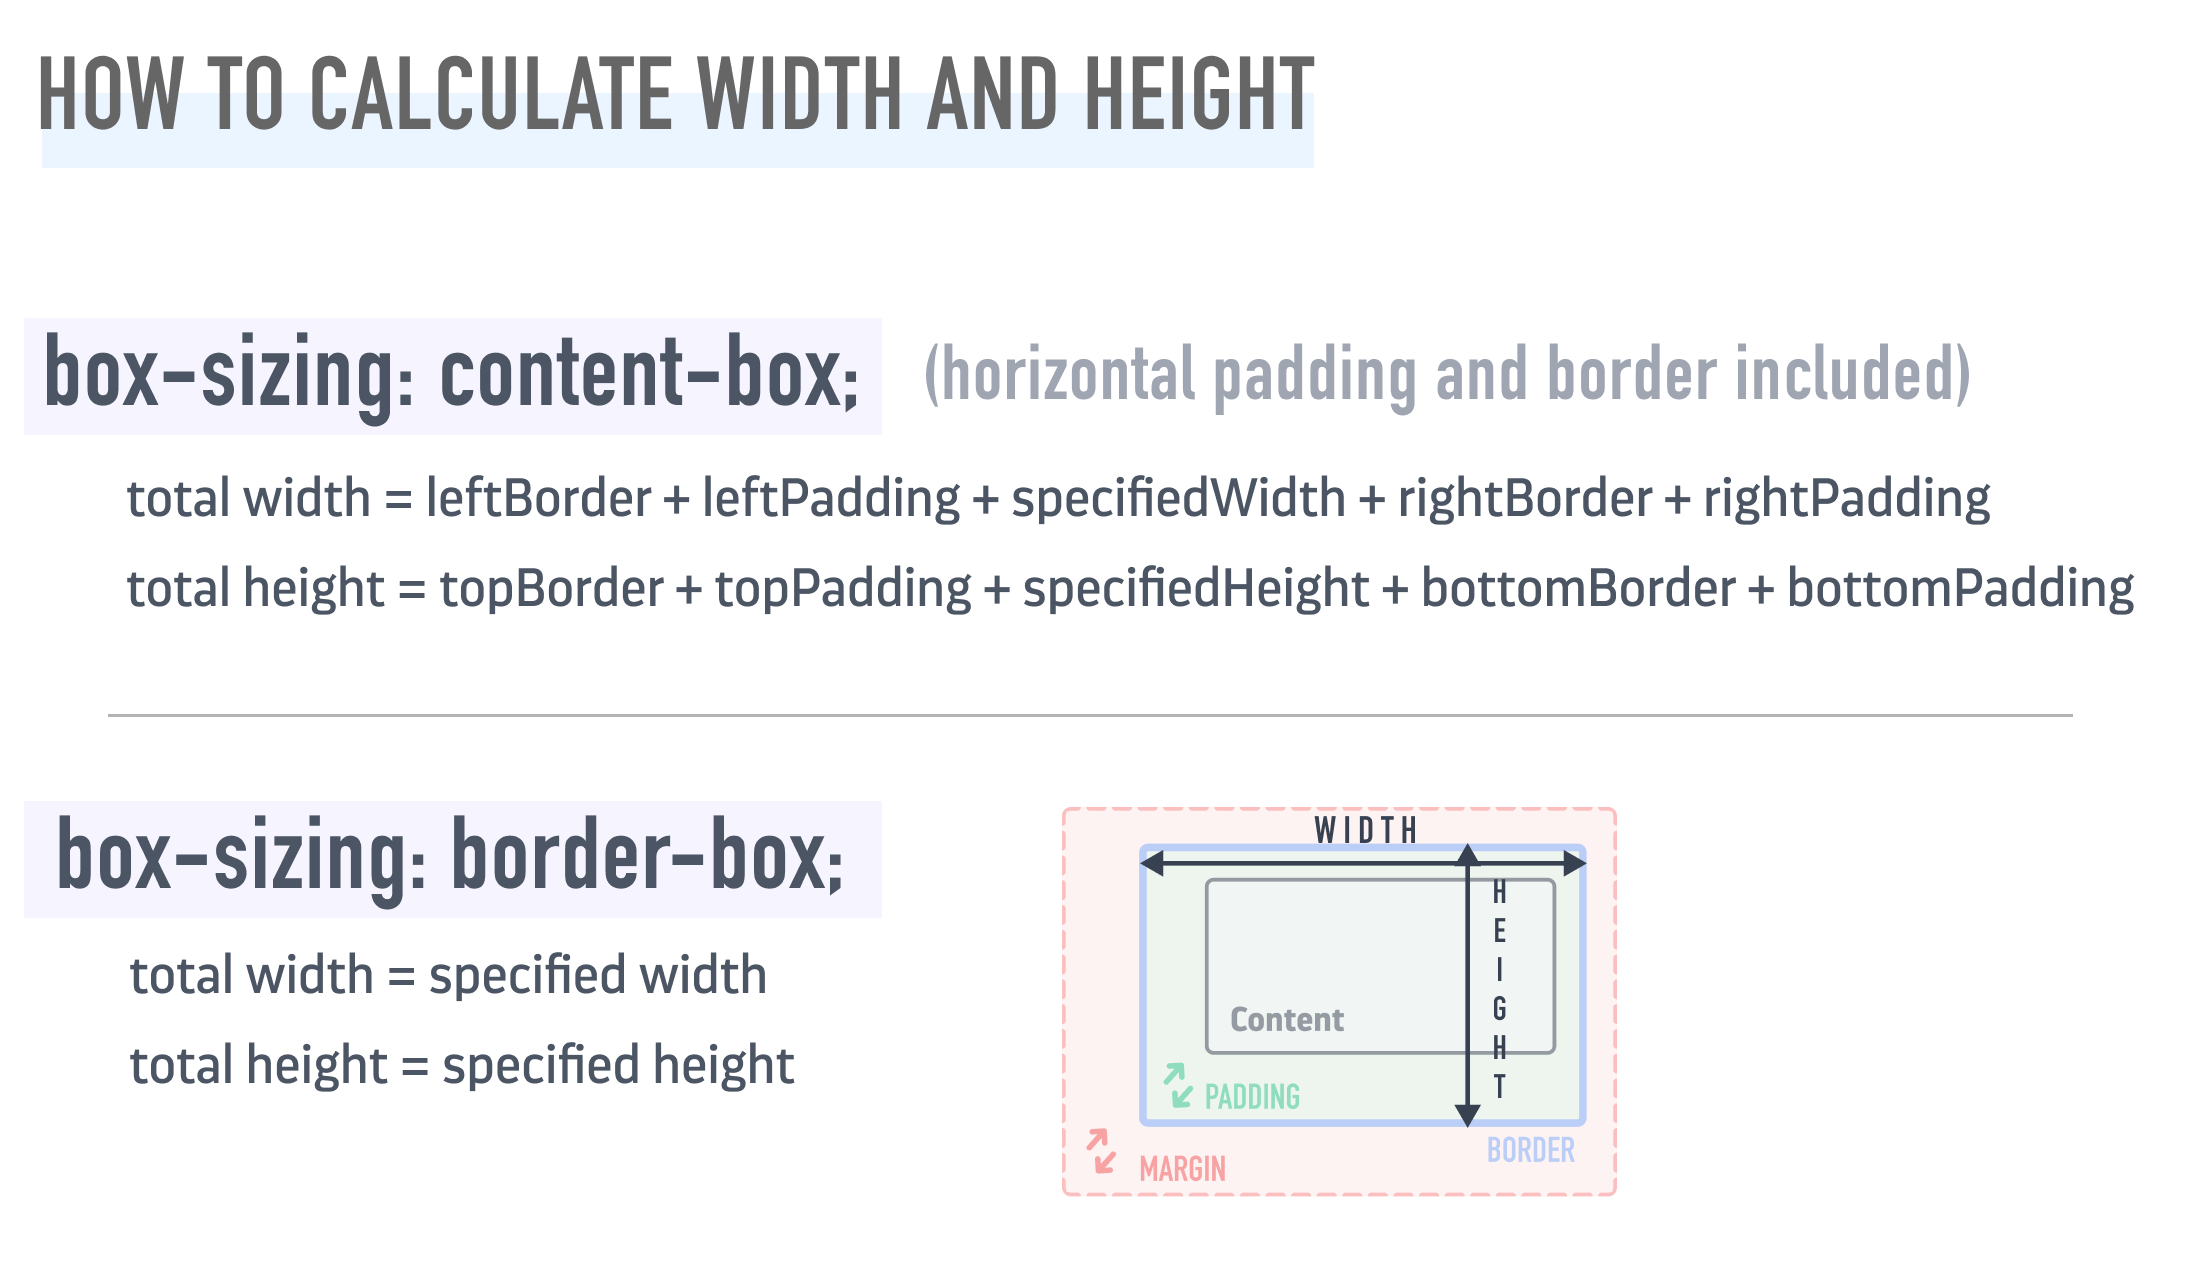 HOW TO CALCULATE WIDTH AND HEIGHT
box-sizing: content-box; (horizontal padding and border included)
total width = leftBorder + leftPadding + specifiedWidth + rightBorder + rightPadding
total height = topBorder + topPadding + specifiedHeight + bottomBorder + bottomPadding
box-sizing: border-box;
total width = specified width
total height = specified height
WIDTH
HEIGHT
Content
PADDING
BORDER
MARGIN